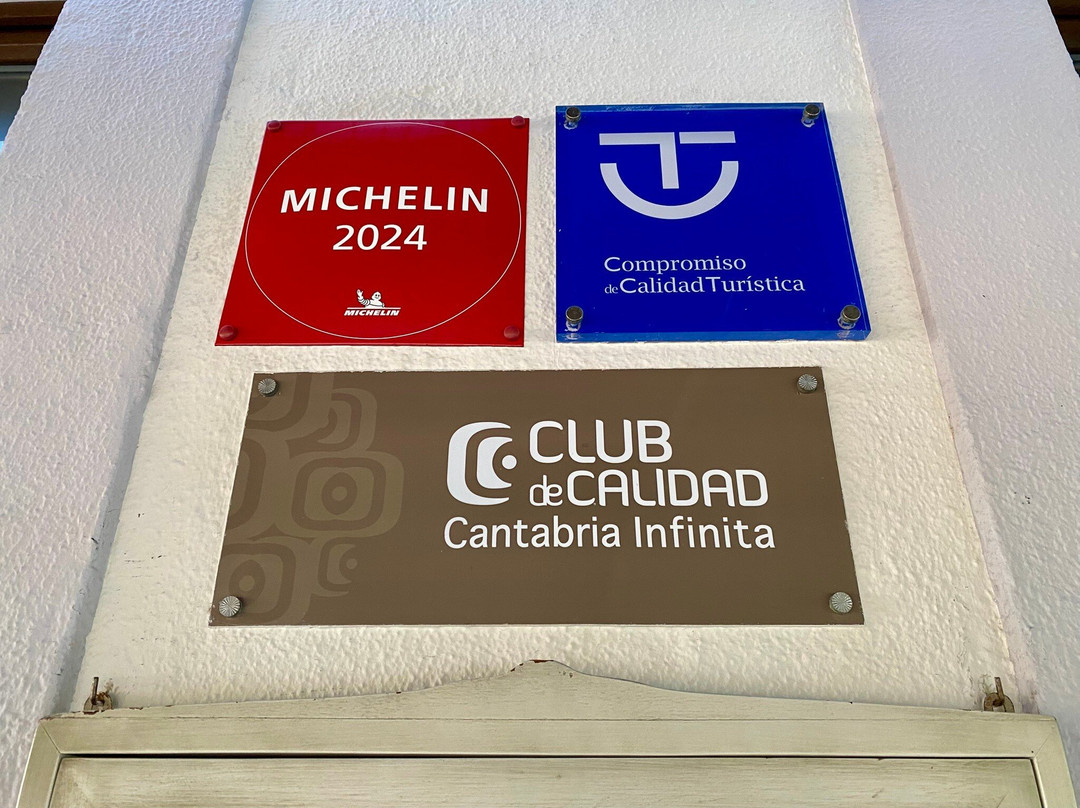 MICHELIN
2024
MICHELIN
Compromiso
de Calidad Turística
CLUB
de CALIDAD
Cantabria Infinita